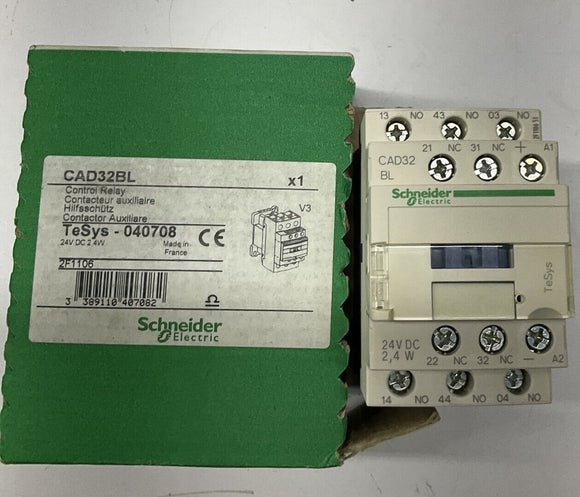 CAD32BL
x1
Control Relay
Contacteur auxiliaire
Hilfsschütz
Contactor Auxiliare
TeSys - 040708
24V DC 2.4W
Made in
France
CE
V3
2F1106
3 389110 407082
Schneider
Electric
13 NO 43 NO 03 NO
21 NC 31 NC + A1
CAD32
BL
Schneider
Electric
TeSys
24V DC
2,4 W
22 NC 32 NC - A2
14 NO 44 NO 04 NO